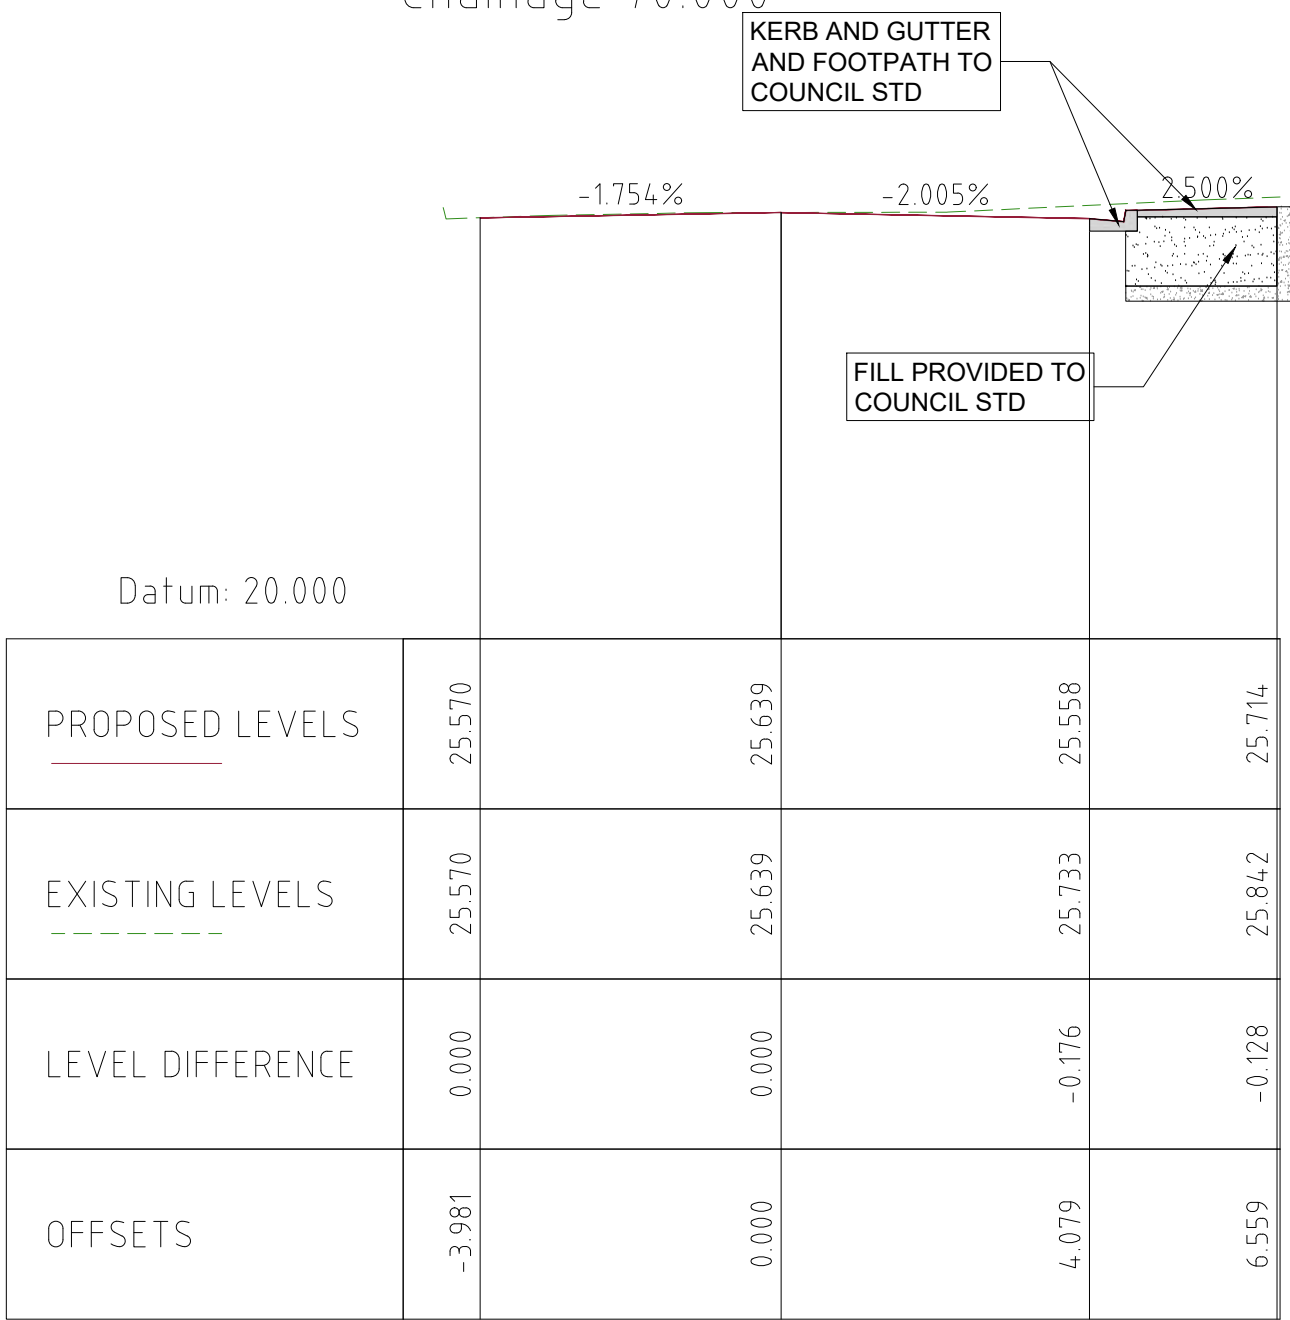 Chainage 70.000
KERB AND GUTTER
AND FOOTPATH TO
COUNCIL STD
-1.754%
-2.005%
2.500%
FILL PROVIDED TO
COUNCIL STD
Datum: 20.000
PROPOSED LEVELS 25.570 25.639 25.558 25.714
EXISTING LEVELS 25.570 25.639 25.733 25.842
LEVEL DIFFERENCE 0.000 0.000 -0.176 -0.128
OFFSETS -3.981 0.000 4.079 6.559